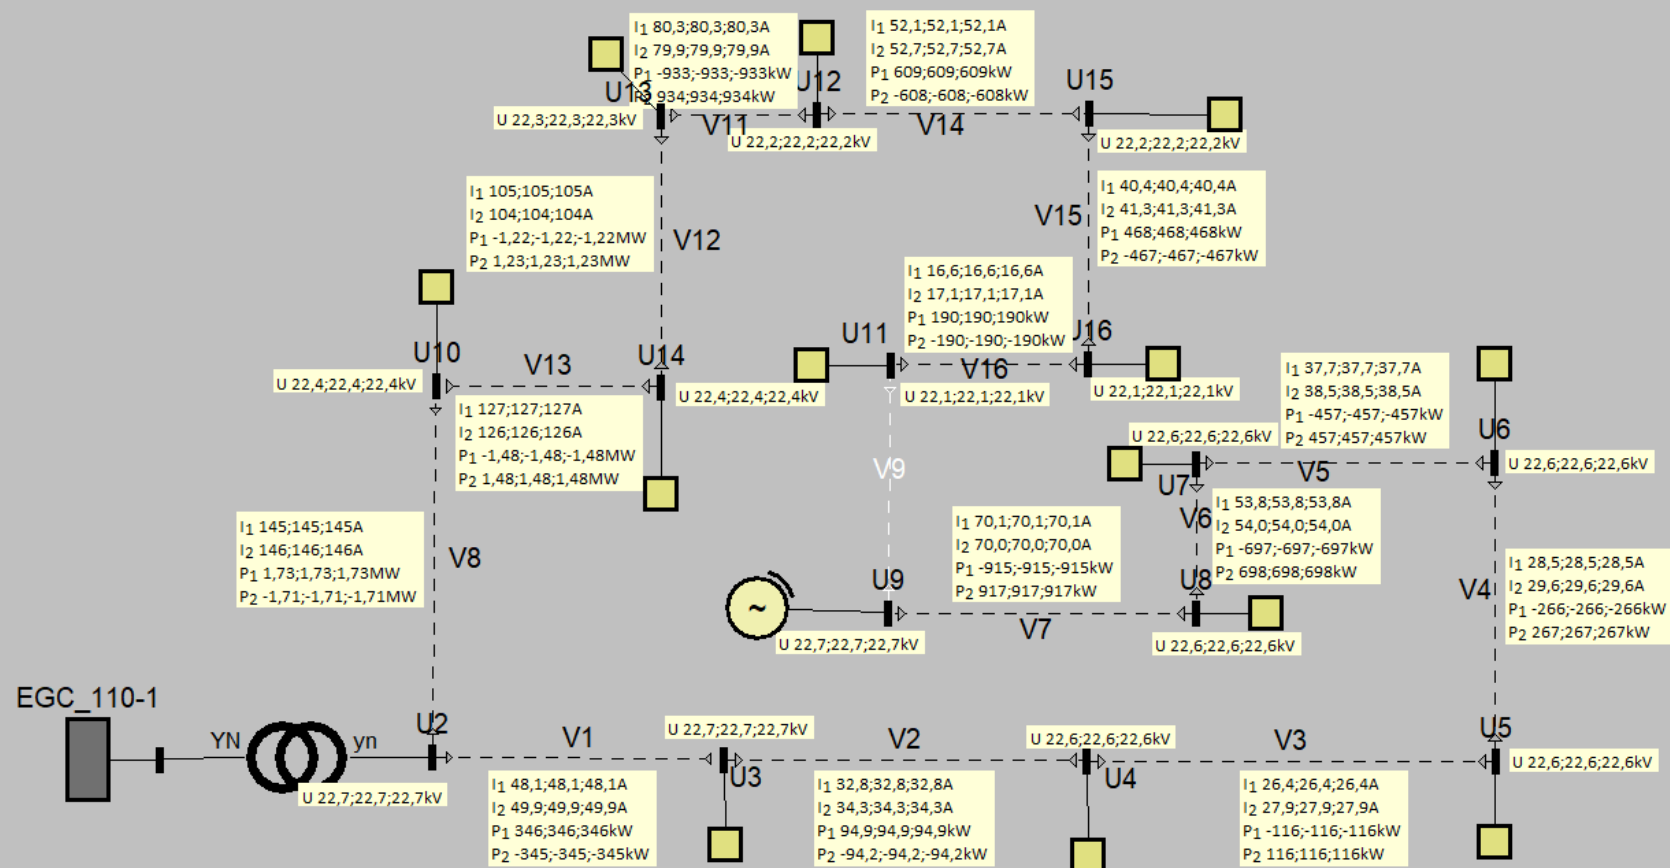 I1 80,3;80,3;80,3A
I2 79,9;79,9;79,9A
P1 -933;-933;-933kW
P2 934;934;934kW
I1 52,1;52,1;52,1A
I2 52,7;52,7;52,7A
P1 609;609;609kW
P2 -608;-608;-608kW
U13
U12
U15
U 22,3;22,3;22,3kV
V11
V14
U 22,2;22,2;22,2kV
U 22,2;22,2;22,2kV
I1 105;105;105A
I2 104;104;104A
P1 -1,22;-1,22;-1,22MW
P2 1,23;1,23;1,23MW
V12
I1 40,4;40,4;40,4A
I2 41,3;41,3;41,3A
P1 468;468;468kW
P2 -467;-467;-467kW
V15
I1 16,6;16,6;16,6A
I2 17,1;17,1;17,1A
P1 190;190;190kW
P2 -190;-190;-190kW
U10
V13
U14
U11
V16
U16
U 22,4;22,4;22,4kV
U 22,4;22,4;22,4kV
U 22,1;22,1;22,1kV
U 22,1;22,1;22,1kV
I1 127;127;127A
I2 126;126;126A
P1 -1,48;-1,48;-1,48MW
P2 1,48;1,48;1,48MW
I1 37,7;37,7;37,7A
I2 38,5;38,5;38,5A
P1 -457;-457;-457kW
P2 457;457;457kW
U 22,6;22,6;22,6kV
U6
U 22,6;22,6;22,6kV
V9
U7
V5
I1 145;145;145A
I2 146;146;146A
P1 1,73;1,73;1,73MW
P2 -1,71;-1,71;-1,71MW
V8
I1 70,1;70,1;70,1A
I2 70,0;70,0;70,0A
P1 -915;-915;-915kW
P2 917;917;917kW
V6
I1 53,8;53,8;53,8A
I2 54,0;54,0;54,0A
P1 -697;-697;-697kW
P2 698;698;698kW
V4
I1 28,5;28,5;28,5A
I2 29,6;29,6;29,6A
P1 -266;-266;-266kW
P2 267;267;267kW
~
U9
V7
U8
U 22,7;22,7;22,7kV
U 22,6;22,6;22,6kV
EGC_110-1
YN
yn
U2
V1
U 22,7;22,7;22,7kV
U3
V2
U 22,6;22,6;22,6kV
U4
V3
U5
U 22,6;22,6;22,6kV
U 22,7;22,7;22,7kV
I1 48,1;48,1;48,1A
I2 49,9;49,9;49,9A
P1 346;346;346kW
P2 -345;-345;-345kW
I1 32,8;32,8;32,8A
I2 34,3;34,3;34,3A
P1 94,9;94,9;94,9kW
P2 -94,2;-94,2;-94,2kW
I1 26,4;26,4;26,4A
I2 27,9;27,9;27,9A
P1 -116;-116;-116kW
P2 116;116;116kW